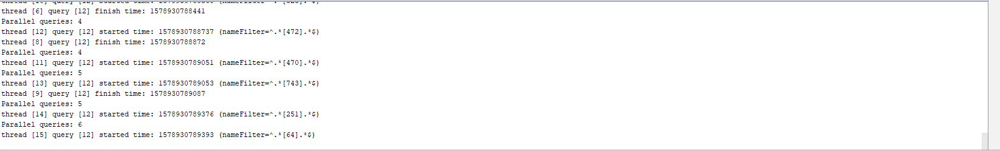 thread [6] query [12] finish time: 1578930788441
Parallel queries: 4
thread [12] query [12] started time: 1578930788737 (nameFilter=^.*[472].*$)
thread [8] query [12] finish time: 1578930788872
Parallel queries: 4
thread [11] query [12] started time: 1578930789051 (nameFilter=^.*[470].*$)
Parallel queries: 5
thread [13] query [12] started time: 1578930789053 (nameFilter=^.*[743].*$)
thread [9] query [12] finish time: 1578930789087
Parallel queries: 5
thread [14] query [12] started time: 1578930789376 (nameFilter=^.*[251].*$)
Parallel queries: 6
thread [15] query [12] started time: 1578930789393 (nameFilter=^.*[64].*$)